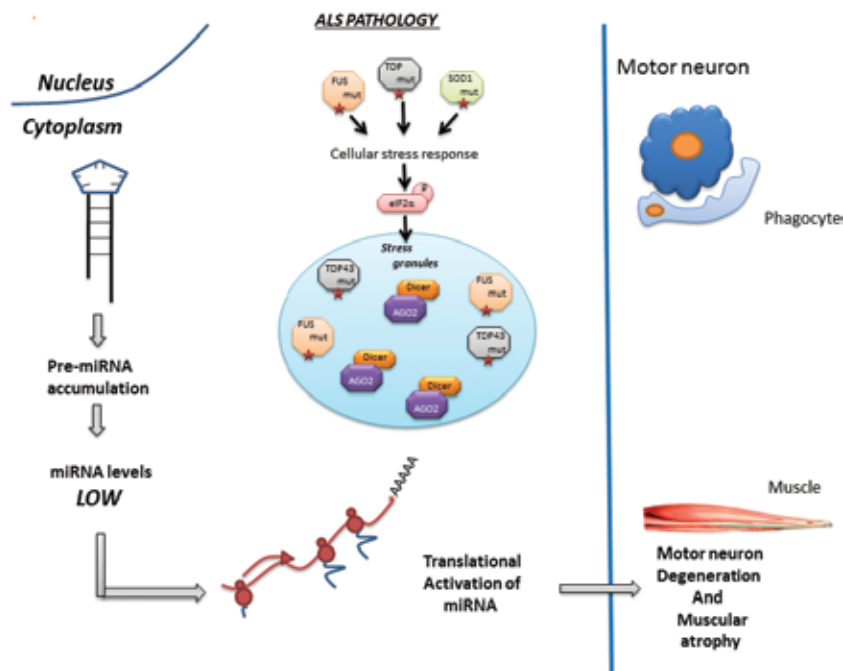 ALS PATHOLOGY
Nucleus
Cytoplasm
Pre-miRNA
accumulation
miRNA levels
LOW
FUS
mut
TDP
mut
SOD1
mut
Cellular stress response
P
eIF2α
Stress
granules
TDP43
mut
Dicer
AGO2
FUS
mut
FUS
mut
TDP43
mut
Dicer
AGO2
Dicer
AGO2
AAAAA
Translational
Activation of
miRNA
Motor neuron
Phagocytes
Muscle
Motor neuron
Degeneration
And
Muscular
atrophy